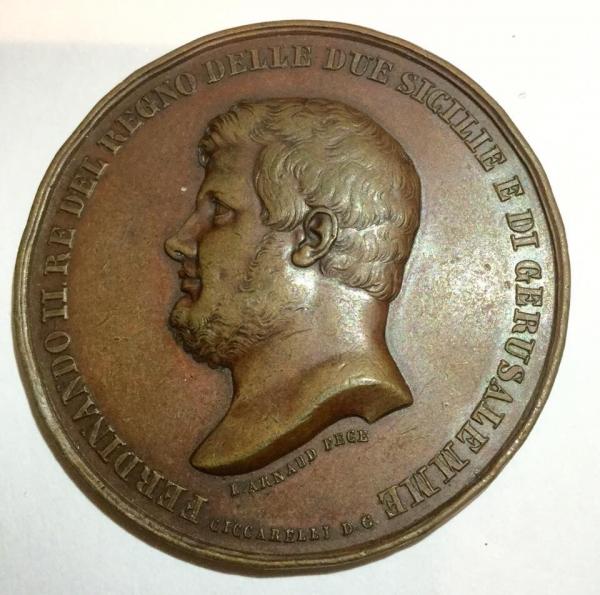 FERDINANDO II RE DEL REGNO DELLE DUE SICILIE E DI GERUSALEMME
L. ARNAUD FECE
CICCARELLI D. C.